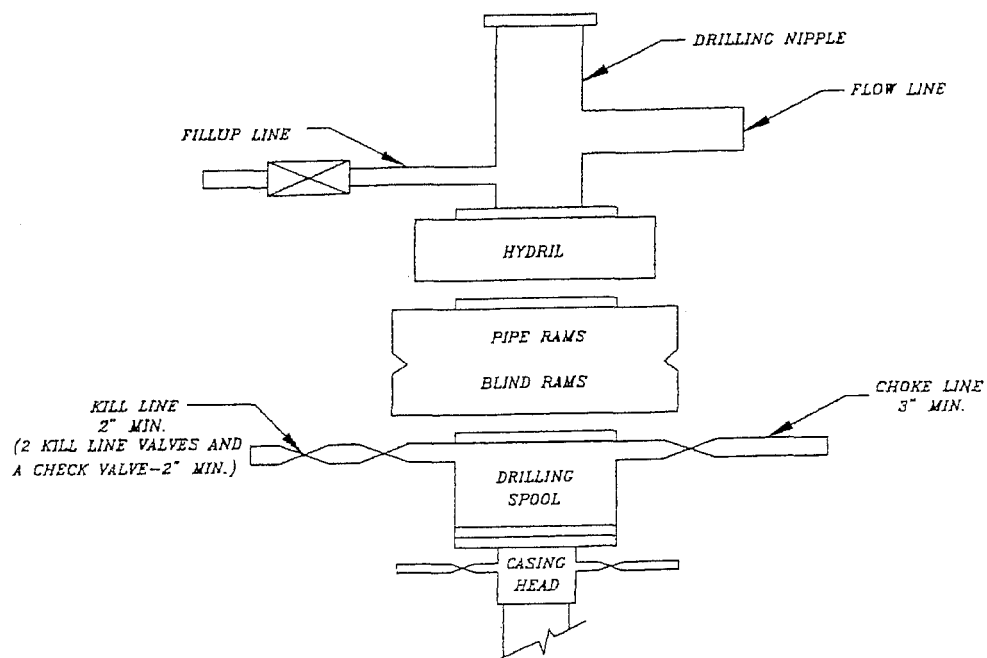 DRILLING NIPPLE
FLOW LINE
FILLUP LINE
HYDRIL
PIPE RAMS
BLIND RAMS
KILL LINE
2" MIN.
(2 KILL LINE VALVES AND
A CHECK VALVE-2" MIN.)
CHOKE LINE
3" MIN.
DRILLING
SPOOL
CASING
HEAD